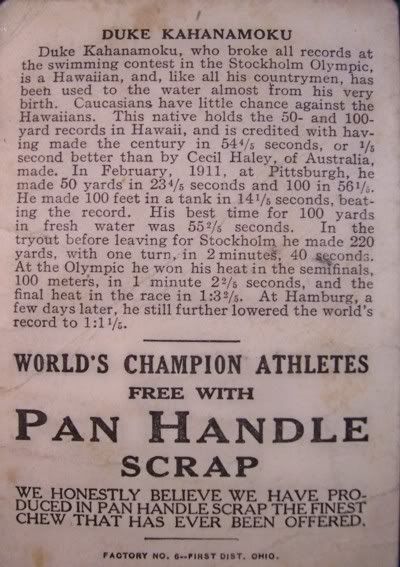 DUKE KAHANAMOKU
Duke Kahanamoku, who broke all records at
the swimming contest in the Stockholm Olympic,
is a Hawaiian, and, like all his countrymen, has
been used to the water almost from his very
birth. Caucasians have little chance against the
Hawaiians. This native holds the 50- and 100-
yard records in Hawaii, and is credited with hav-
ing made the century in 54⅘ seconds, or ⅕
second better than by Cecil Haley, of Australia,
made. In February, 1911, at Pittsburgh, he
made 50 yards in 23⅘ seconds and 100 in 56⅕.
He made 100 feet in a tank in 14⅕ seconds, beat-
ing the record. His best time for 100 yards
in fresh water was 55⅖ seconds. In the
tryout before leaving for Stockholm he made 220
yards, with one turn, in 2 minutes, 40 seconds.
At the Olympic he won his heat in the semifinals,
100 meters, in 1 minute 2⅖ seconds, and the
final heat in the race in 1:3⅖. At Hamburg, a
few days later, he still further lowered the world's
record to 1:1⅕.
WORLD'S CHAMPION ATHLETES
FREE WITH
PAN HANDLE
SCRAP
WE HONESTLY BELIEVE WE HAVE PRO-
DUCED IN PAN HANDLE SCRAP THE FINEST
CHEW THAT HAS EVER BEEN OFFERED.
FACTORY NO. 6--FIRST DIST. OHIO.